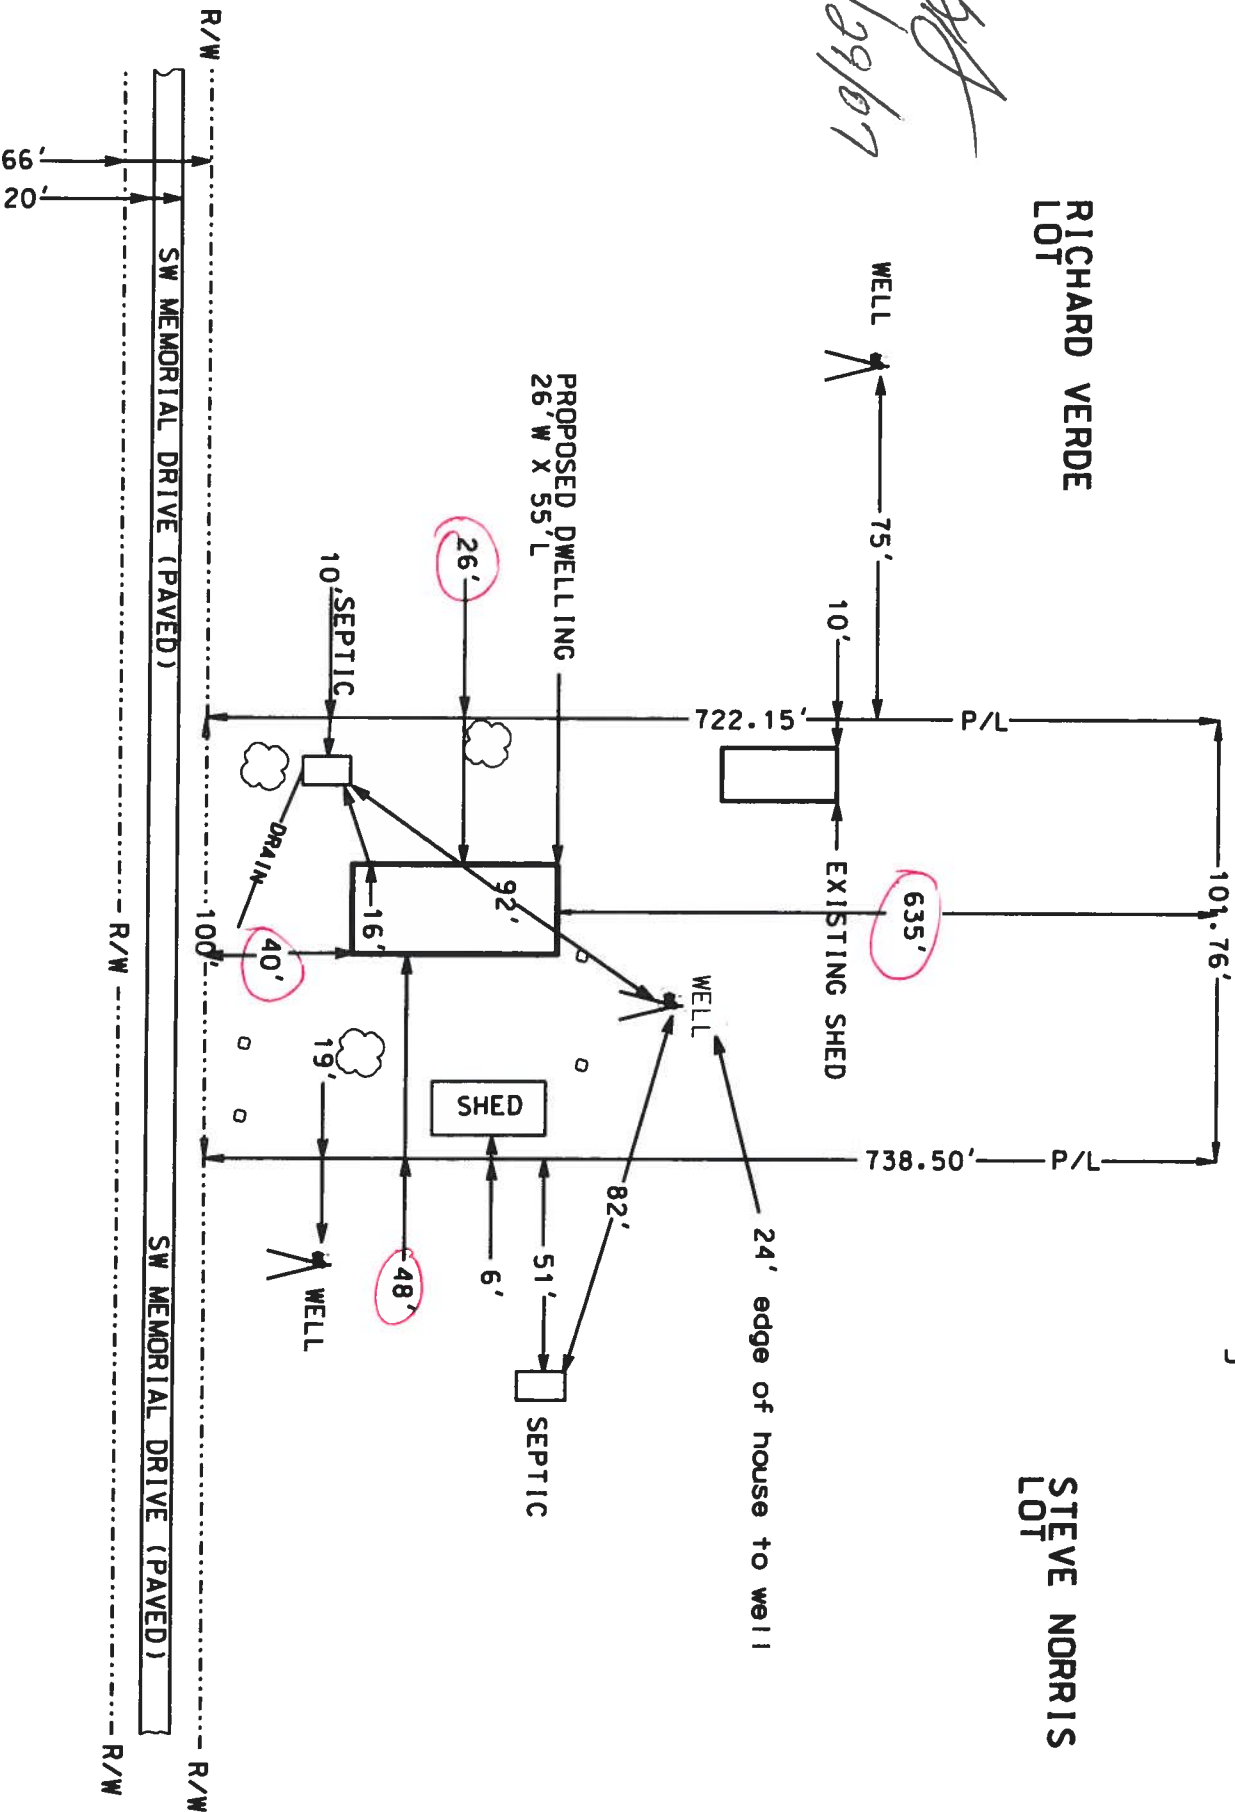 RICHARD VERDE
LOT
STEVE NORRIS
LOT
101.76'
WELL
75'
10'
722.15'
P/L
EXISTING SHED
635'
738.50'
P/L
24' edge of house to well
WELL
PROPOSED DWELLING
26'W X 55'L
26'
92'
82'
SHED
51'
6'
SEPTIC
48'
10'
SEPTIC
16'
DRAIN
40'
19'
WELL
100'
R/W
R/W
R/W
R/W
SW MEMORIAL DRIVE (PAVED)
SW MEMORIAL DRIVE (PAVED)
66'
20'